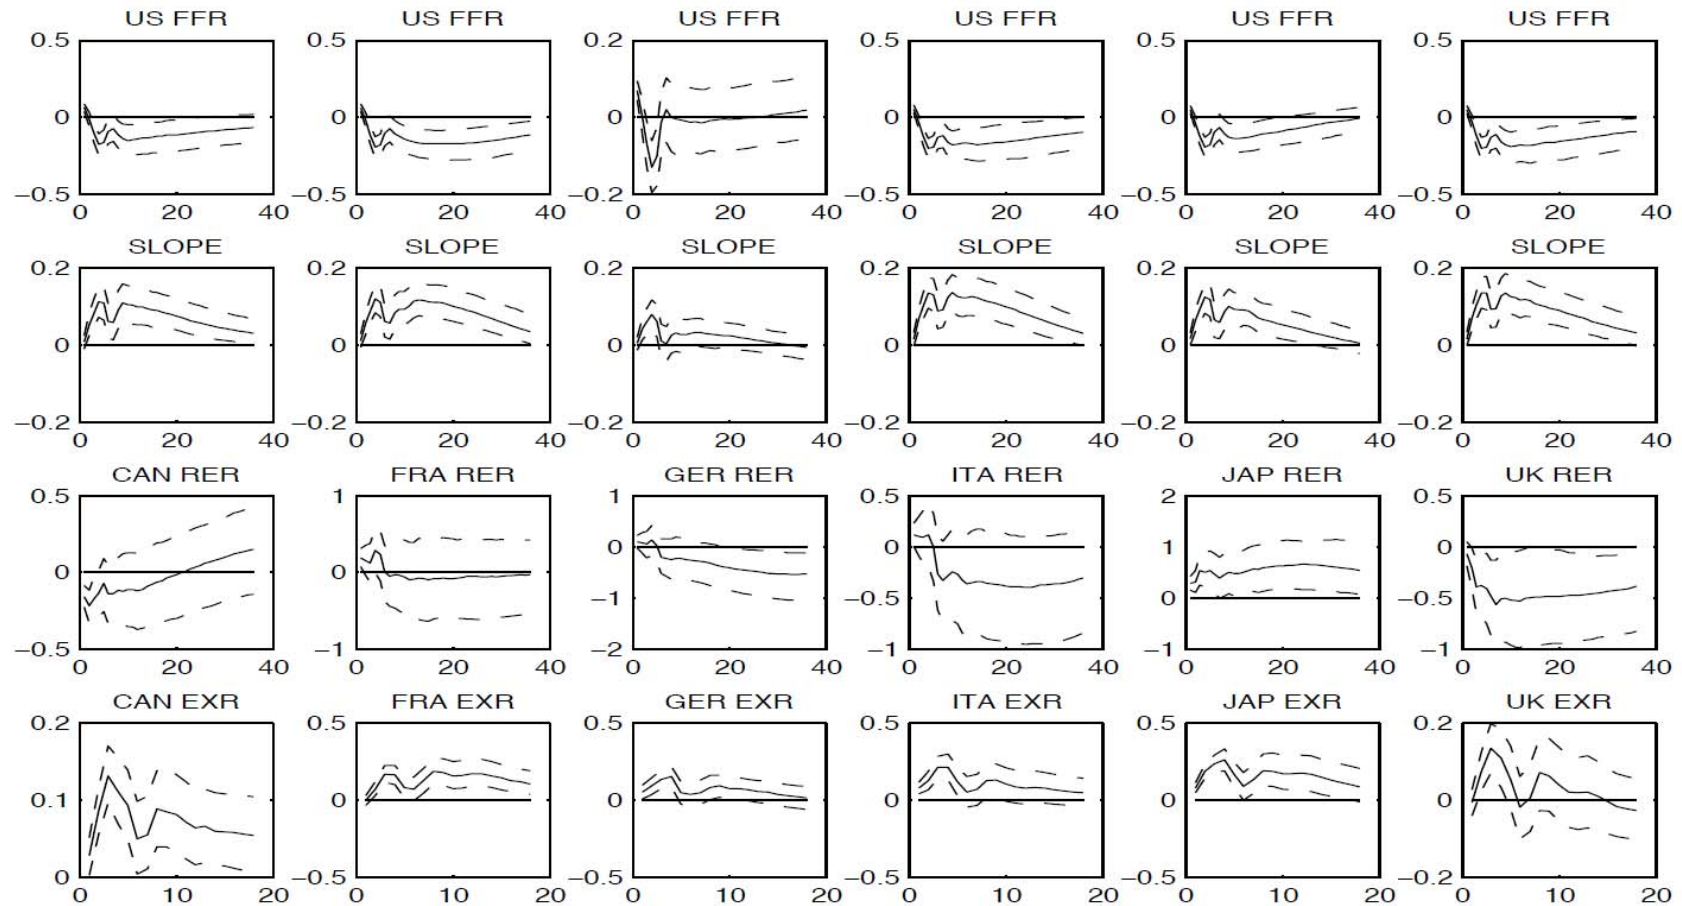 US FFR US FFR US FFR US FFR US FFR US FFR
0.5 0.5 0.2 0.5 0.5 0.5
0 0 0 0 0 0
−0.5 −0.5 −0.2 −0.5 −0.5 −0.5
0 20 40 0 20 40 0 20 40 0 20 40 0 20 40 0 20 40
SLOPE SLOPE SLOPE SLOPE SLOPE SLOPE
0.2 0.2 0.2 0.2 0.2 0.2
0 0 0 0 0 0
−0.2 −0.2 −0.2 −0.2 −0.2 −0.2
0 20 40 0 20 40 0 20 40 0 20 40 0 20 40 0 20 40
CAN RER FRA RER GER RER ITA RER JAP RER UK RER
0.5 1 1 0.5 2 0.5
0 0 0 0 1 0
−1 −0.5 0 −0.5
−0.5 −1 −2 −1 −1 −1
0 20 40 0 20 40 0 20 40 0 20 40 0 20 40 0 20 40
CAN EXR FRA EXR GER EXR ITA EXR JAP EXR UK EXR
0.2 0.5 0.5 0.5 0.5 0.2
0.1 0 0 0 0 0
0 −0.5 −0.5 −0.5 −0.5 −0.2
0 10 20 0 10 20 0 10 20 0 10 20 0 10 20 0 10 20